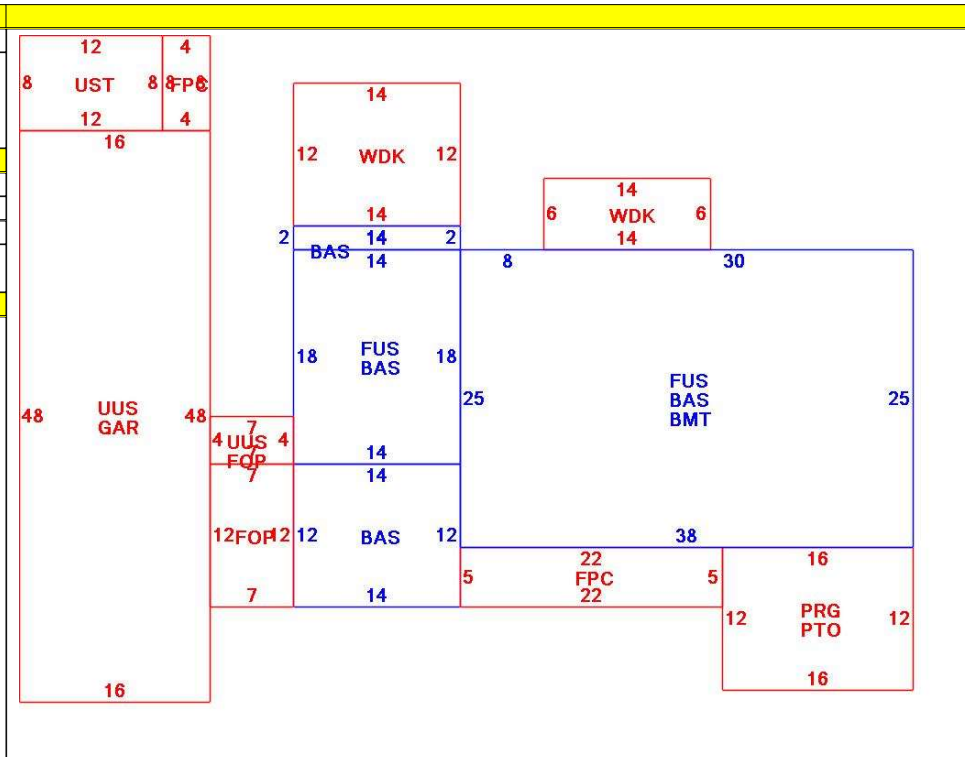 12 4
8 UST 8 8 FPC 8
12 4
16
48 UUS 48
GAR
16
14
12 WDK 12
14
2 14 2
BAS
14
18 FUS 18
BAS
14
7
4 UUS 4
FOP
7
7
12 FOP 12
7
14
12 BAS 12
14
14
6 WDK 6
14
8 30
25 FUS 25
BAS
BMT
38
22
5 FPC 5
22
16
12 PRG 12
PTO
16